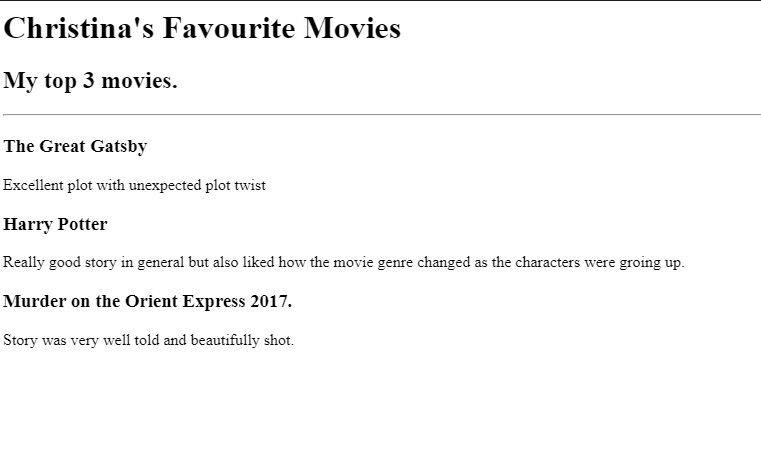 Christina's Favourite Movies
My top 3 movies.
The Great Gatsby
Excellent plot with unexpected plot twist
Harry Potter
Really good story in general but also liked how the movie genre changed as the characters were groing up.
Murder on the Orient Express 2017.
Story was very well told and beautifully shot.